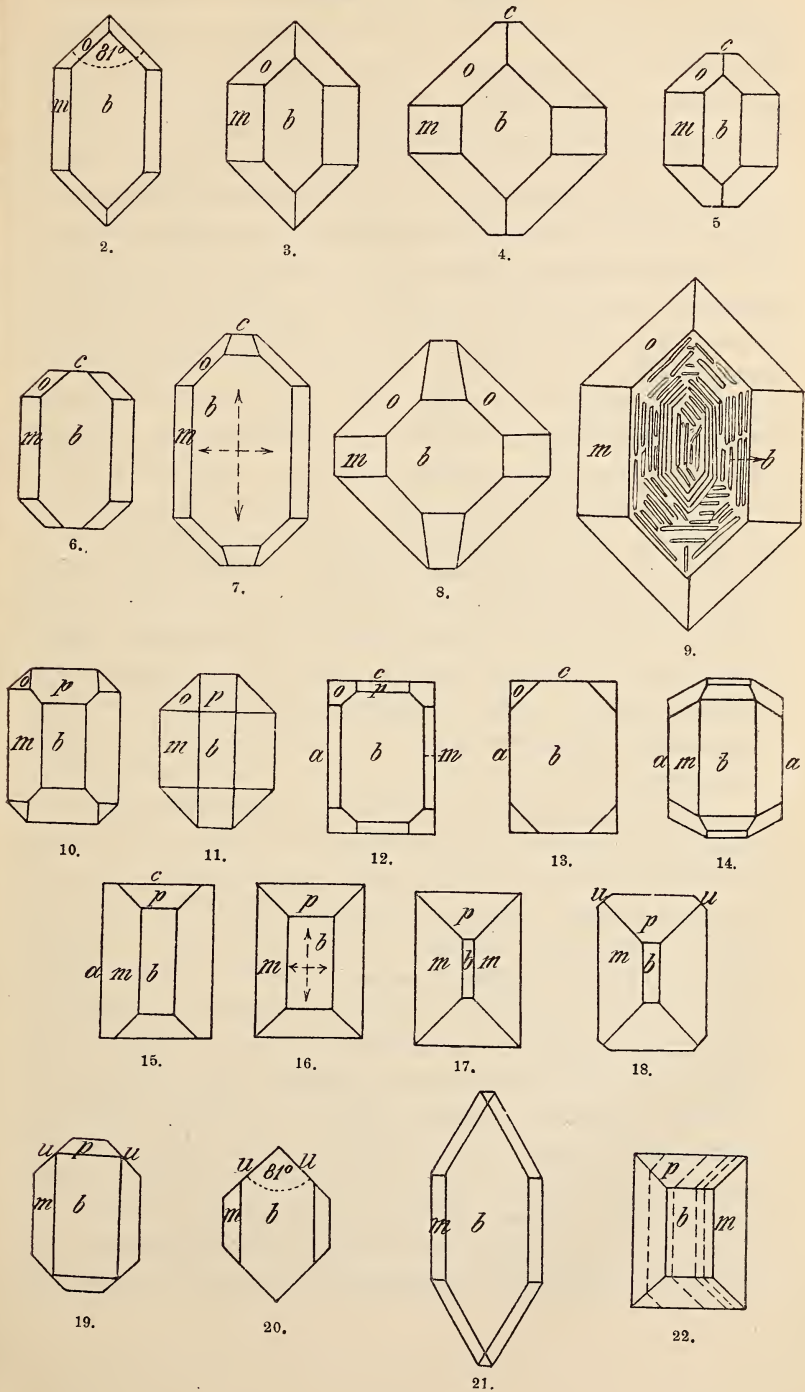 c
o 81° o c
m b m b m b m b
2. 3. 4. 5
c c
o o o o o
m b m b m b m b
6. 7. 8. 9.
c c
o p o p o p o
m b m b a b m a b a m b a
10. 11. 12. 13. 14.
c
p p p u p u
a m b m b m b m m b
15. 16. 17. 18.
u p u u 81° u p
m b m b m b b m
19. 20. 21. 22.